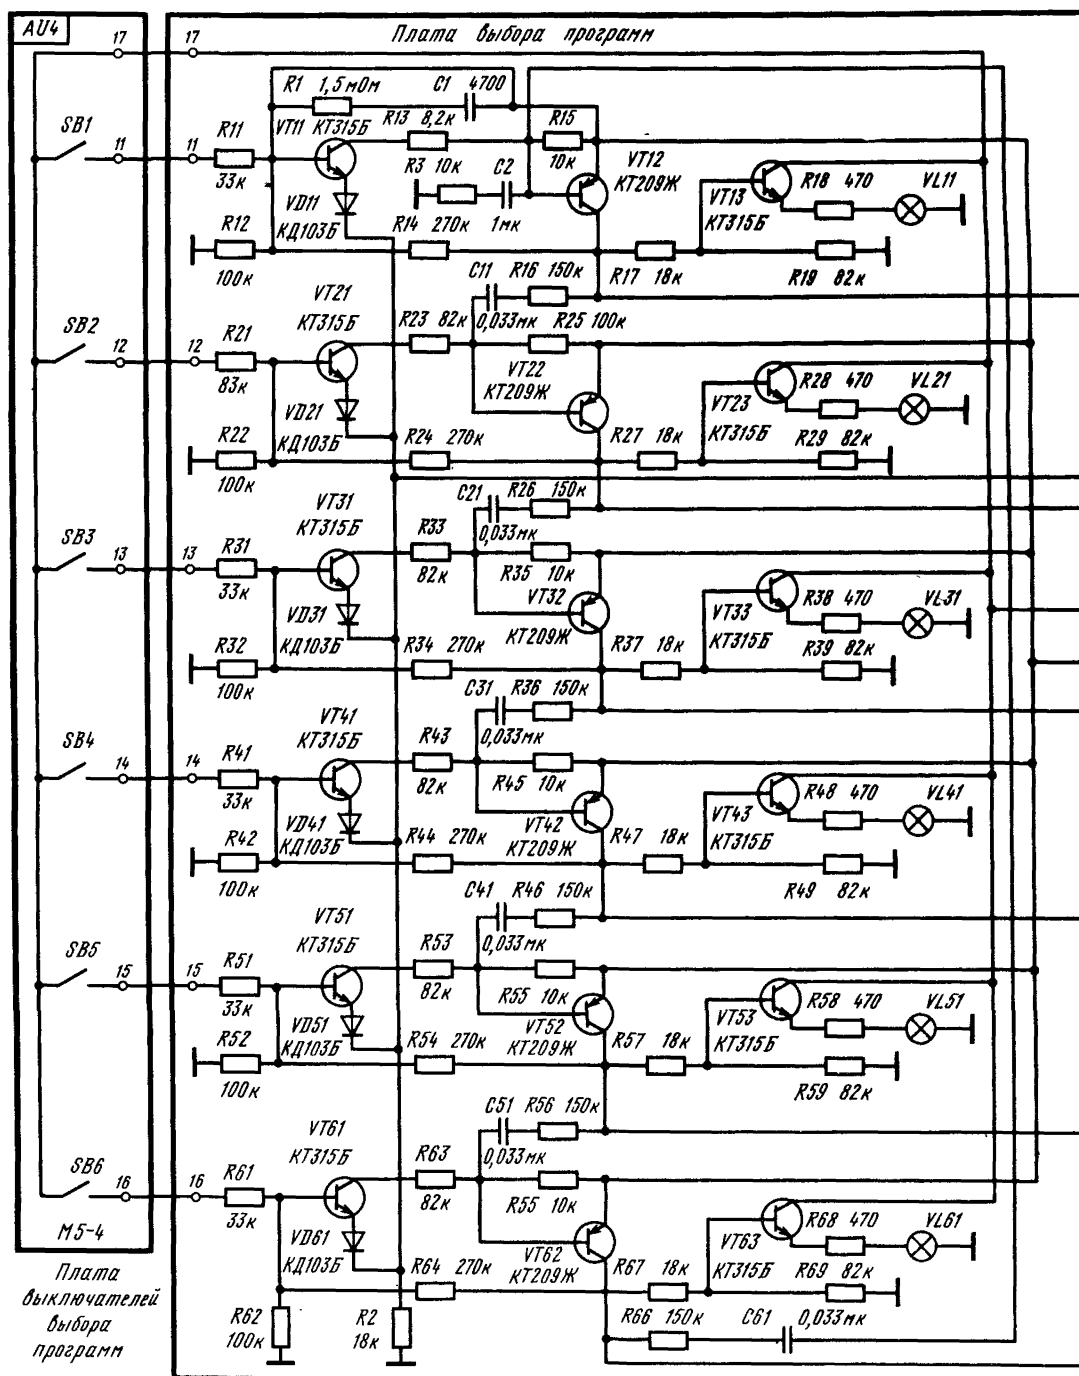 AU4
17
17
Плата выбора программ
R1 1,5 мОм
C1 4700
SB1
11
11
R11
33к
VT11 КТ315Б
R13
8,2к
R15
10к
R3 10к
C2
1мк
VT12
КТ209Ж
VT13
КТ315Б
R18 470
VL11
VD11
КД103Б
R12
100к
R14 270к
R17 18к
R19 82к
C11
0,033мк
R16 150к
VT21
КТ315Б
SB2
12
12
R21
83к
R23 82к
R25 100к
VT22
КТ209Ж
VT23
КТ315Б
R28 470
VL21
VD21
КД103Б
R22
100к
R24 270к
R27 18к
R29 82к
C21
0,033мк
R26 150к
VT31
КТ315Б
SB3
13
13
R31
33к
R33
82к
R35 10к
VT32
КТ209Ж
VT33
КТ315Б
R38 470
VL31
VD31
КД103Б
R32
100к
R34 270к
R37 18к
R39 82к
C31
0,033мк
R36 150к
VT41
КТ315Б
SB4
14
14
R41
33к
R43
82к
R45 10к
VT42
КТ209Ж
VT43
КТ315Б
R48 470
VL41
VD41
КД103Б
R42
100к
R44 270к
R47 18к
R49 82к
C41
0,033мк
R46 150к
VT51
КТ315Б
SB5
15
15
R51
33к
R53
82к
R55 10к
VT52
КТ209Ж
VT53
КТ315Б
R58 470
VL51
VD51
КД103Б
R52
100к
R54 270к
R57 18к
R59 82к
C51
0,033мк
R56 150к
VT61
КТ315Б
SB6
16
16
R61
33к
R63
82к
R55 10к
VT62
КТ209Ж
VT63
КТ315Б
R68 470
VL61
VD61
КД103Б
R64 270к
R67 18к
R69 82к
R62
100к
R2
18к
R66 150к
C61 0,033мк
М5-4
Плата
выключателей
выбора
программ